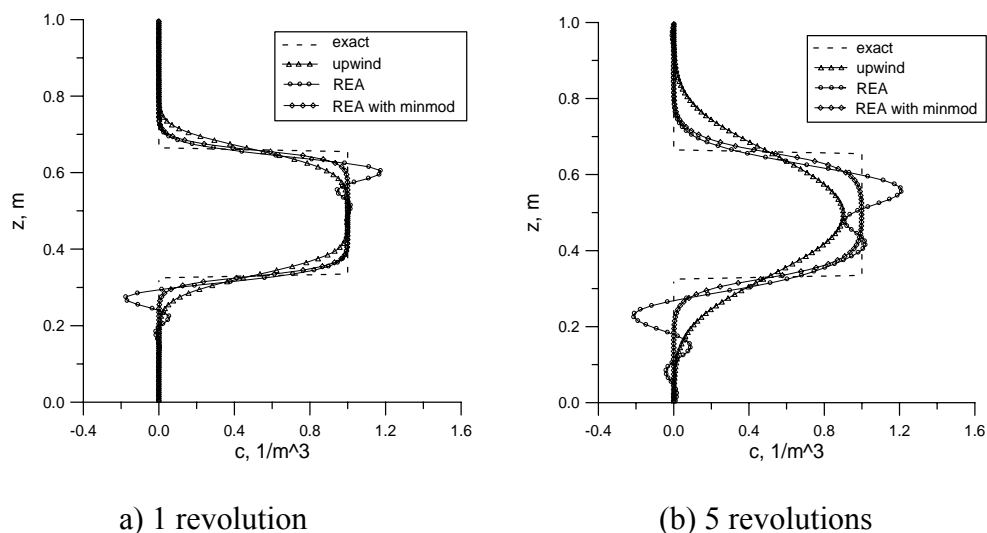 1.0
0.8
0.6
0.4
0.2
0.0
z, m
-0.4 0.0 0.4 0.8 1.2 1.6
c, 1/m^3
exact
upwind
REA
REA with minmod
a) 1 revolution
1.0
0.8
0.6
0.4
0.2
0.0
z, m
-0.4 0.0 0.4 0.8 1.2 1.6
c, 1/m^3
exact
upwind
REA
REA with minmod
(b) 5 revolutions